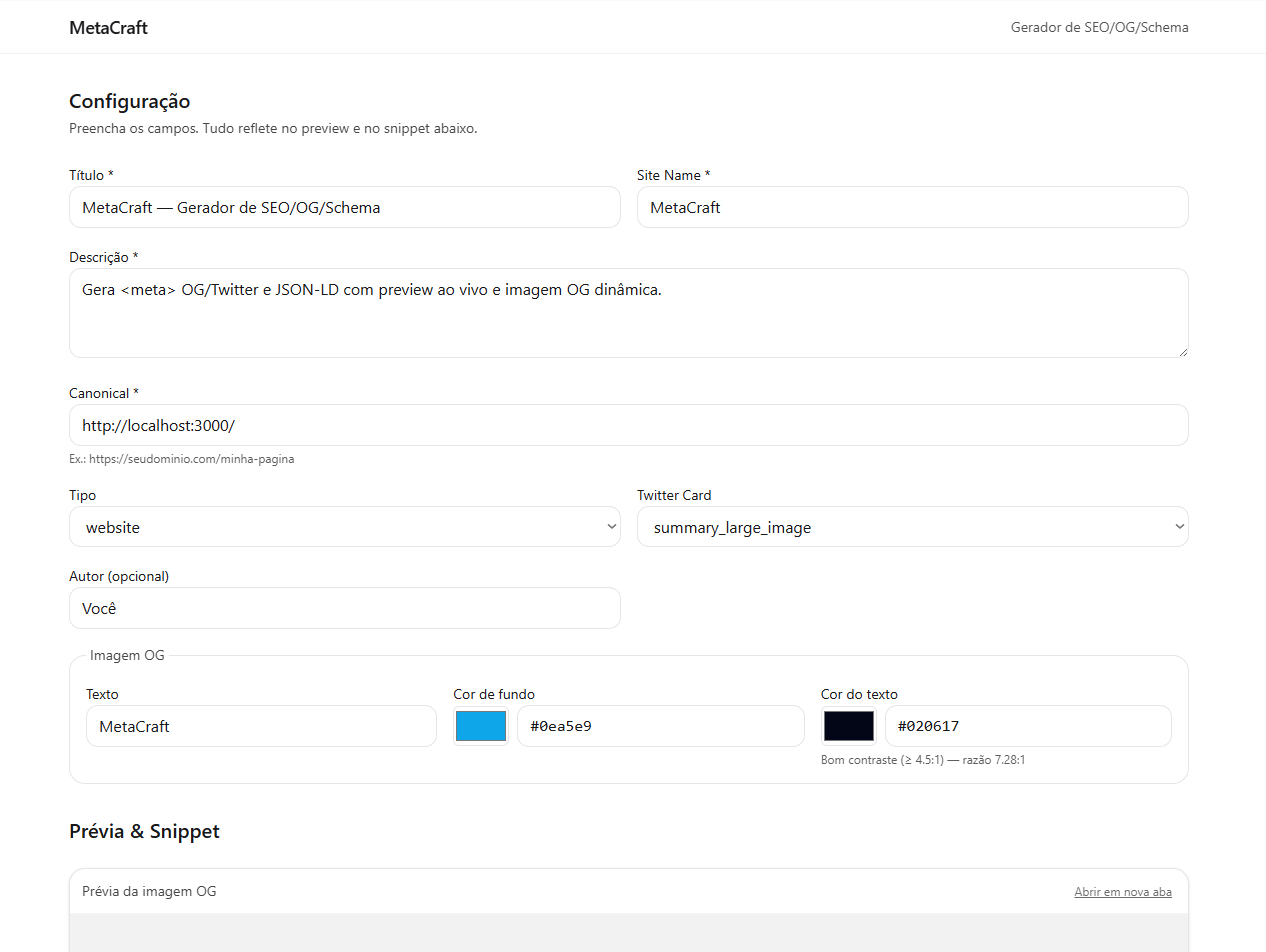 MetaCraft
Gerador de SEO/OG/Schema
Configuração
Preencha os campos. Tudo reflete no preview e no snippet abaixo.
Título *
Site Name *
MetaCraft — Gerador de SEO/OG/Schema
MetaCraft
Descrição *
Gera <meta> OG/Twitter e JSON-LD com preview ao vivo e imagem OG dinâmica.
Canonical *
http://localhost:3000/
Ex.: https://seudominio.com/minha-pagina
Tipo
Twitter Card
website
summary_large_image
Autor (opcional)
Você
Imagem OG
Texto
Cor de fundo
Cor do texto
MetaCraft
#0ea5e9
#020617
Bom contraste (≥ 4.5:1) — razão 7.28:1
Prévia & Snippet
Prévia da imagem OG
Abrir em nova aba